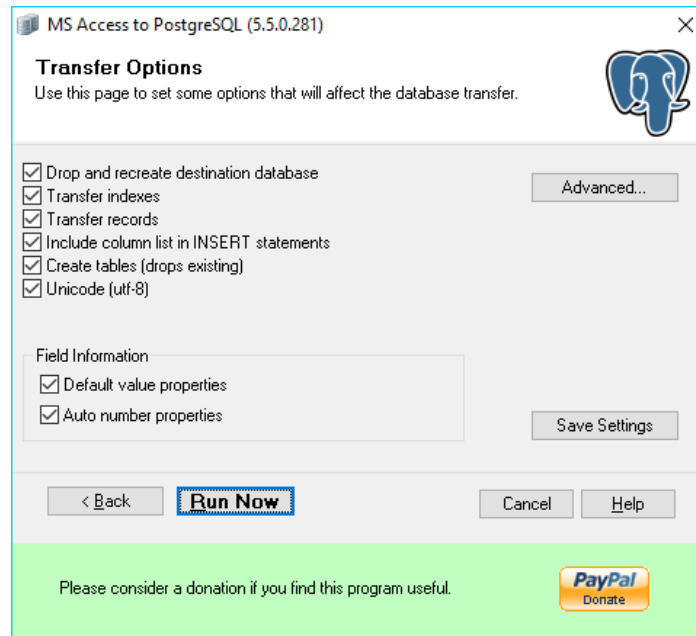 MS Access to PostgreSQL (5.5.0.281)
Transfer Options
Use this page to set some options that will affect the database transfer.
Drop and recreate destination database
Transfer indexes
Transfer records
Include column list in INSERT statements
Create tables (drops existing)
Unicode (utf-8)
Advanced...
Field Information
Default value properties
Auto number properties
Save Settings
< Back
Run Now
Cancel
Help
Please consider a donation if you find this program useful.
PayPal
Donate